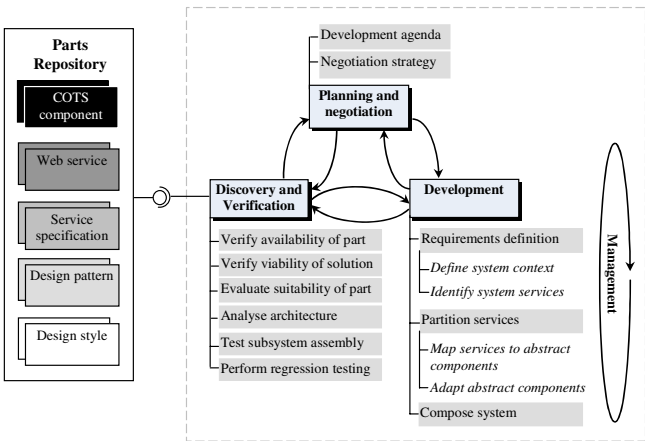 Parts
Repository
COTS
component
Web service
Service
specification
Design pattern
Design style
Development agenda
Negotiation strategy
Planning and
negotiation
Discovery and
Verification
Verify availability of part
Verify viability of solution
Evaluate suitability of part
Analyse architecture
Test subsystem assembly
Perform regression testing
Development
Requirements definition
Define system context
Identify system services
Partition services
Map services to abstract
components
Adapt abstract components
Compose system
Management